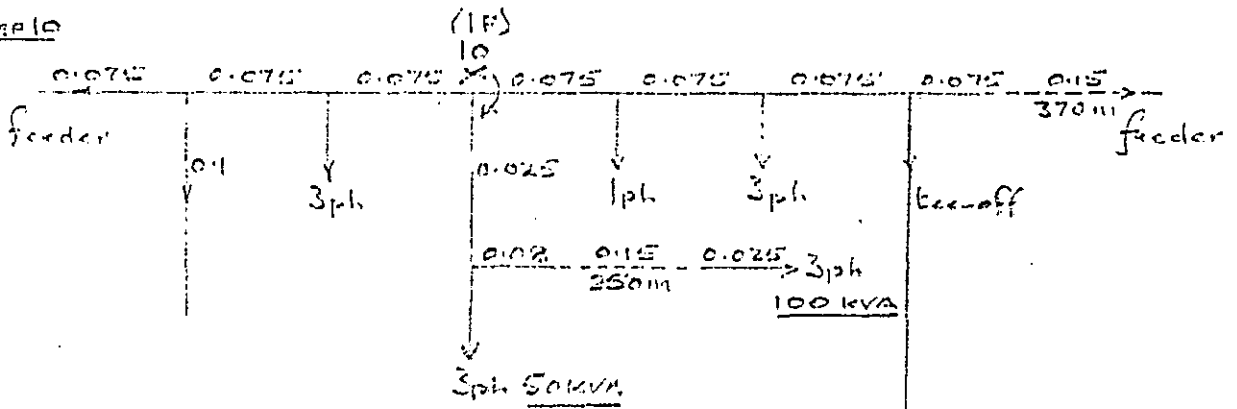 (1F)
10
0.075 0.075 0.075 0.075 0.075 0.075 0.075 0.15
370m
feeder feeder
0.1 3ph 0.025 1ph 3ph tee-off
0.08 0.15 0.025 3ph
250m
100 kVA
3ph 50kVA